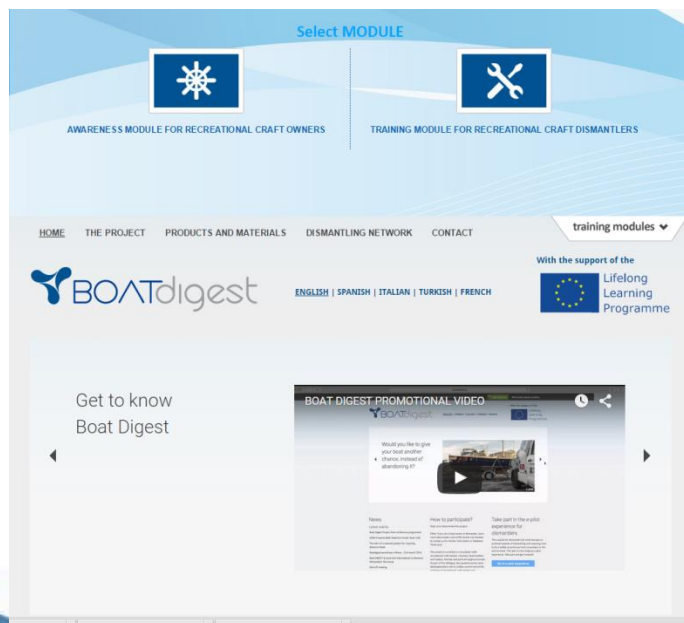 Select MODULE
AWARENESS MODULE FOR RECREATIONAL CRAFT OWNERS
TRAINING MODULE FOR RECREATIONAL CRAFT DISMANTLERS
HOME THE PROJECT PRODUCTS AND MATERIALS DISMANTLING NETWORK CONTACT
training modules
BOATdigest
ENGLISH | SPANISH | ITALIAN | TURKISH | FRENCH
With the support of the
Lifelong
Learning
Programme
Get to know
Boat Digest
BOAT DIGEST PROMOTIONAL VIDEO
BOATdigest
Would you like to give
your boat another
chance, instead of
abandoning it?
News
How to participate?
Take part in the e-pilot
experience for
dismantlers